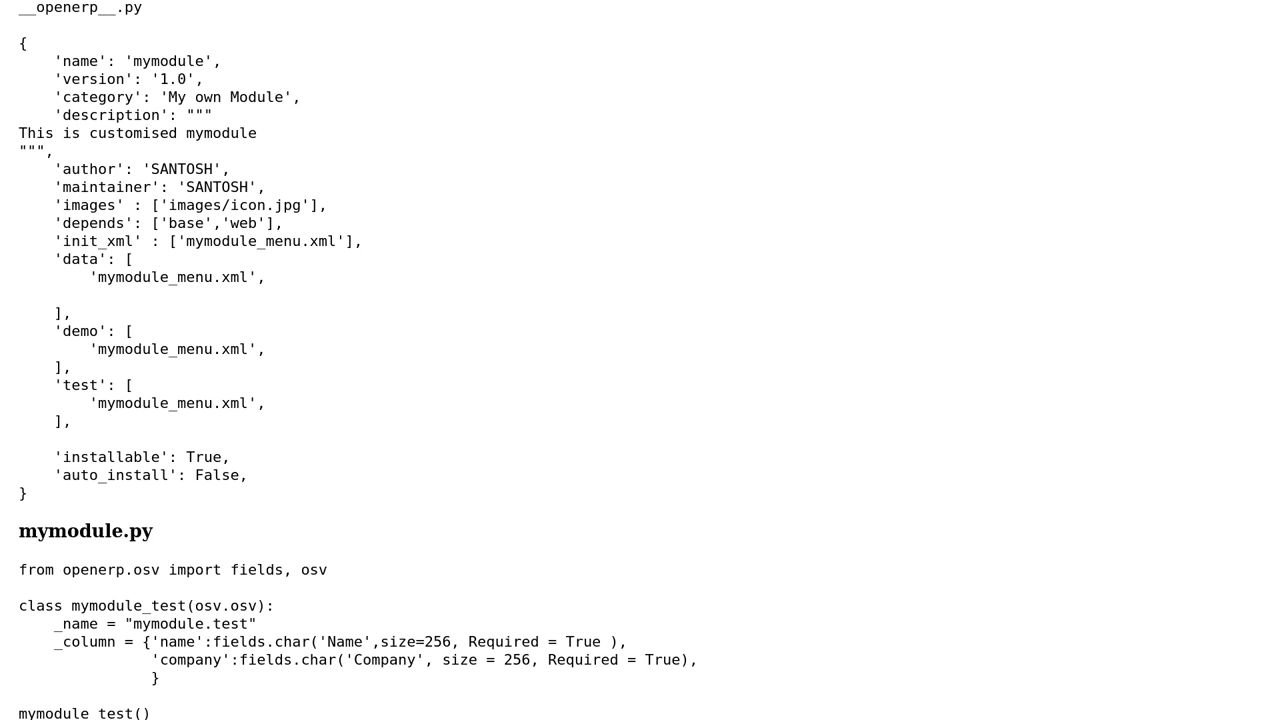 __openerp__.py
{
    'name': 'mymodule',
    'version': '1.0',
    'category': 'My own Module',
    'description': """
This is customised mymodule
""",
    'author': 'SANTOSH',
    'maintainer': 'SANTOSH',
    'images' : ['images/icon.jpg'],
    'depends': ['base','web'],
    'init_xml' : ['mymodule_menu.xml'],
    'data': [
        'mymodule_menu.xml',
    ],
    'demo': [
        'mymodule_menu.xml',
    ],
    'test': [
        'mymodule_menu.xml',
    ],
    'installable': True,
    'auto_install': False,
}
mymodule.py
from openerp.osv import fields, osv
class mymodule_test(osv.osv):
    _name = "mymodule.test"
    _column = {'name':fields.char('Name',size=256, Required = True ),
               'company':fields.char('Company', size = 256, Required = True),
               }
mymodule_test()